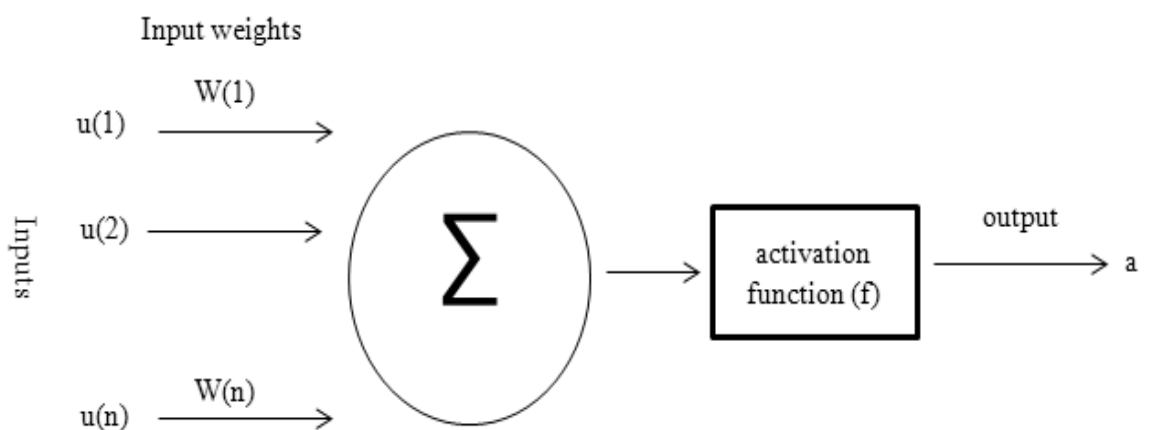 Input weights
W(1)
u(1)
Inputs
u(2)
Σ
activation
function (f)
output
a
W(n)
u(n)